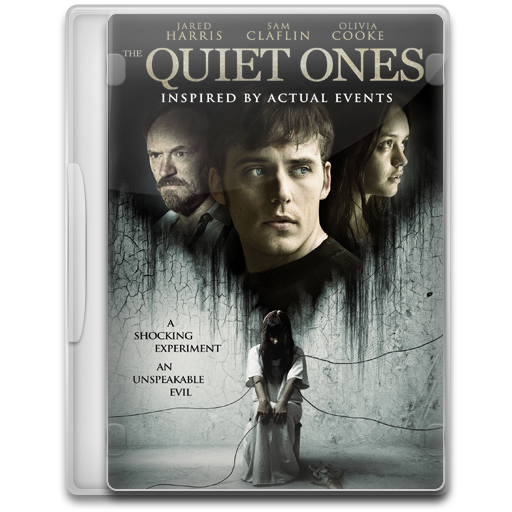 JARED HARRIS
SAM CLAFLIN
OLIVIA COOKE
THE QUIET ONES
INSPIRED BY ACTUAL EVENTS
A
SHOCKING
EXPERIMENT
AN
UNSPEAKABLE
EVIL